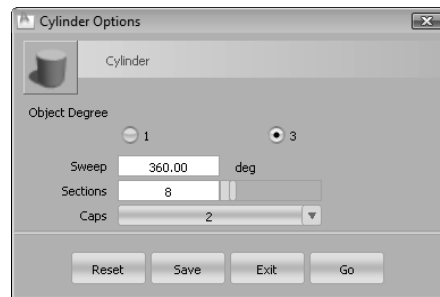 Cylinder Options
Cylinder
Object Degree
1 3
Sweep 360.00 deg
Sections 8
Caps 2
Reset Save Exit Go